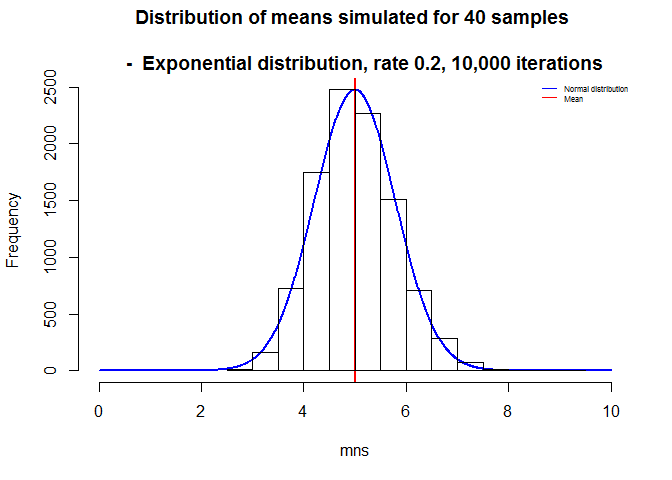 Distribution of means simulated for 40 samples
- Exponential distribution, rate 0.2, 10,000 iterations
Normal distribution
Mean
2500
2000
1500
1000
500
0
Frequency
0 2 4 6 8 10
mns